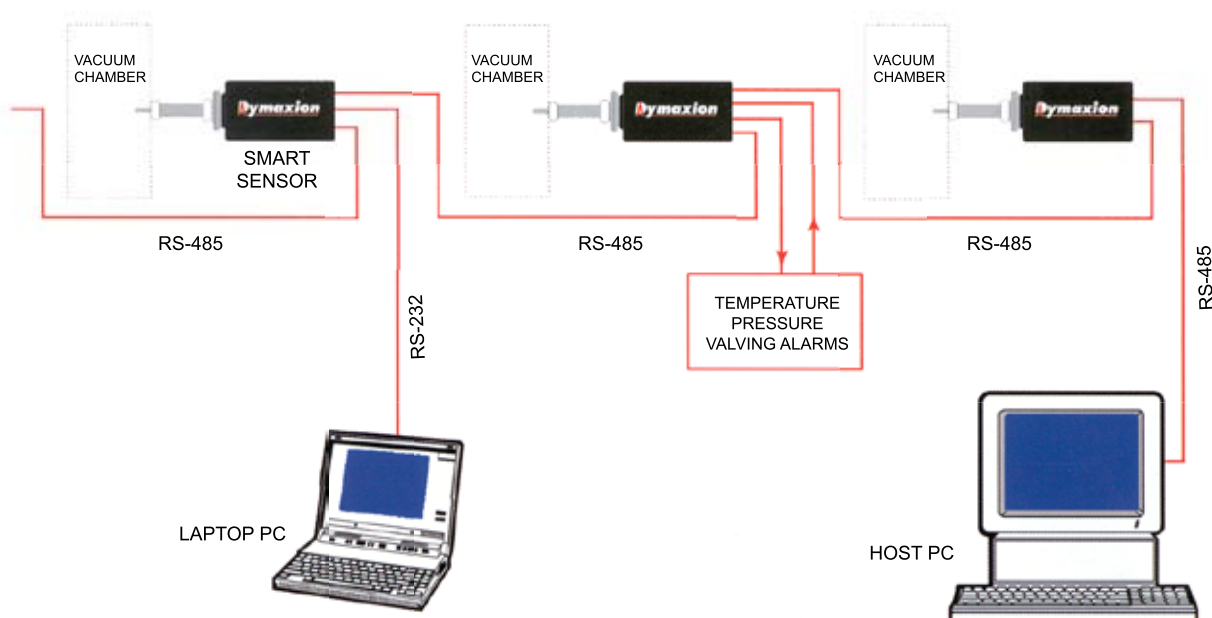 VACUUM
CHAMBER
Dymaxion
SMART
SENSOR
RS-485
VACUUM
CHAMBER
Dymaxion
RS-485
VACUUM
CHAMBER
Dymaxion
RS-485
RS-485
RS-232
TEMPERATURE
PRESSURE
VALVING ALARMS
LAPTOP PC
HOST PC